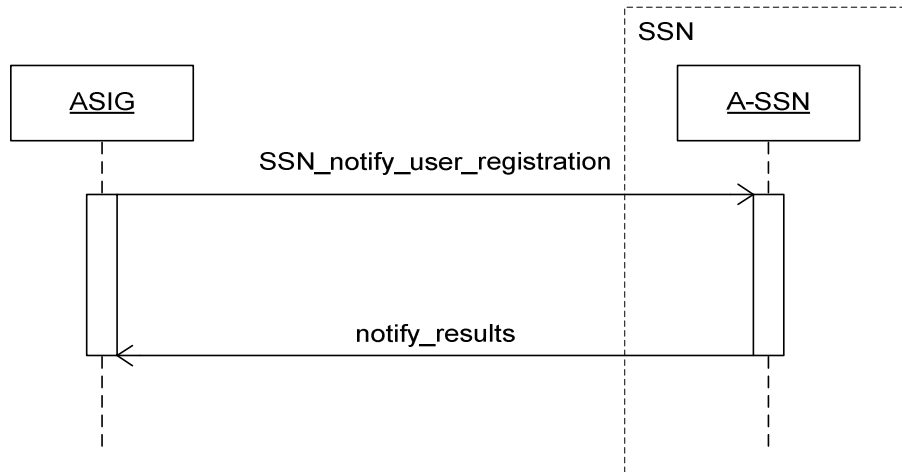 SSN
ASIG
A-SSN
SSN_notify_user_registration
notify_results